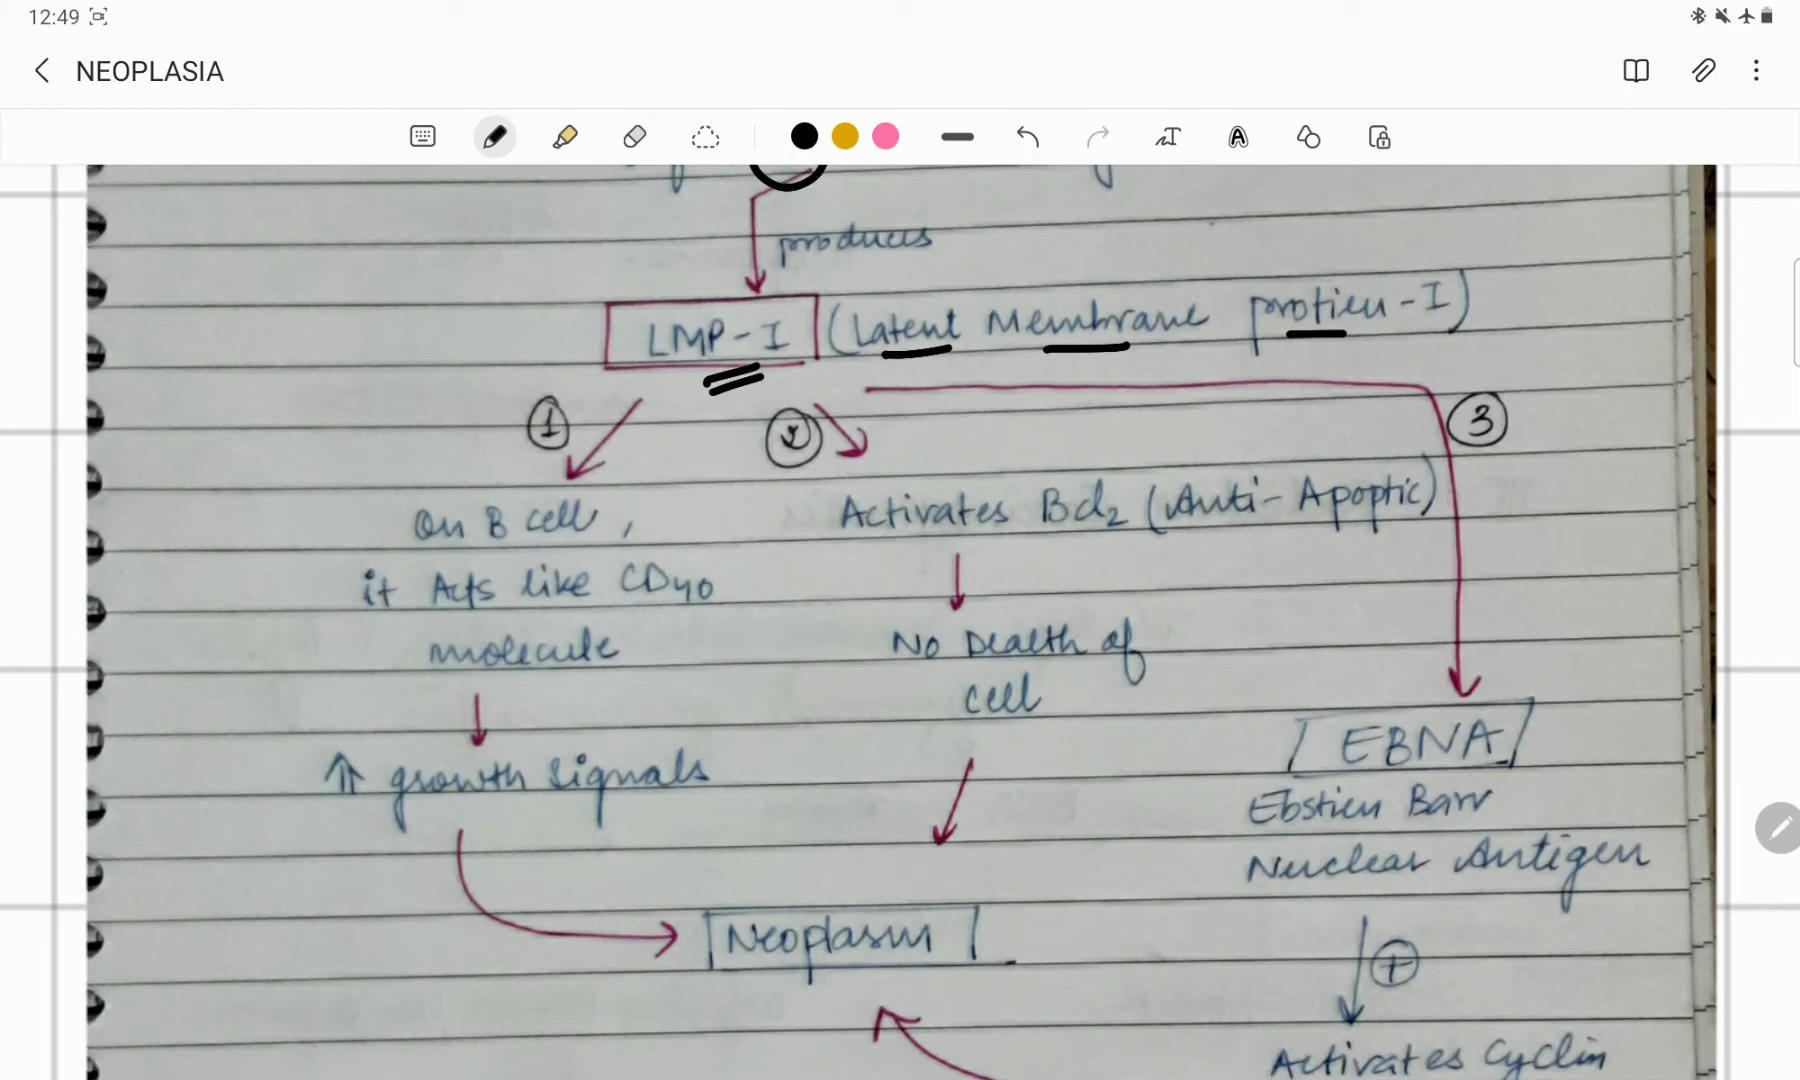 12:49
NEOPLASIA
produces
LMP-I (Latent Membrane protien-I)
1 2 3
On B cell, Activates Bcl2 (Anti-Apoptic)
it Acts like CD40
molecule No Death of
cell
⇑ growth signals EBNA
Ebstien Barr
Nuclear Antigen
Neoplasm
+
Activates Cyclin